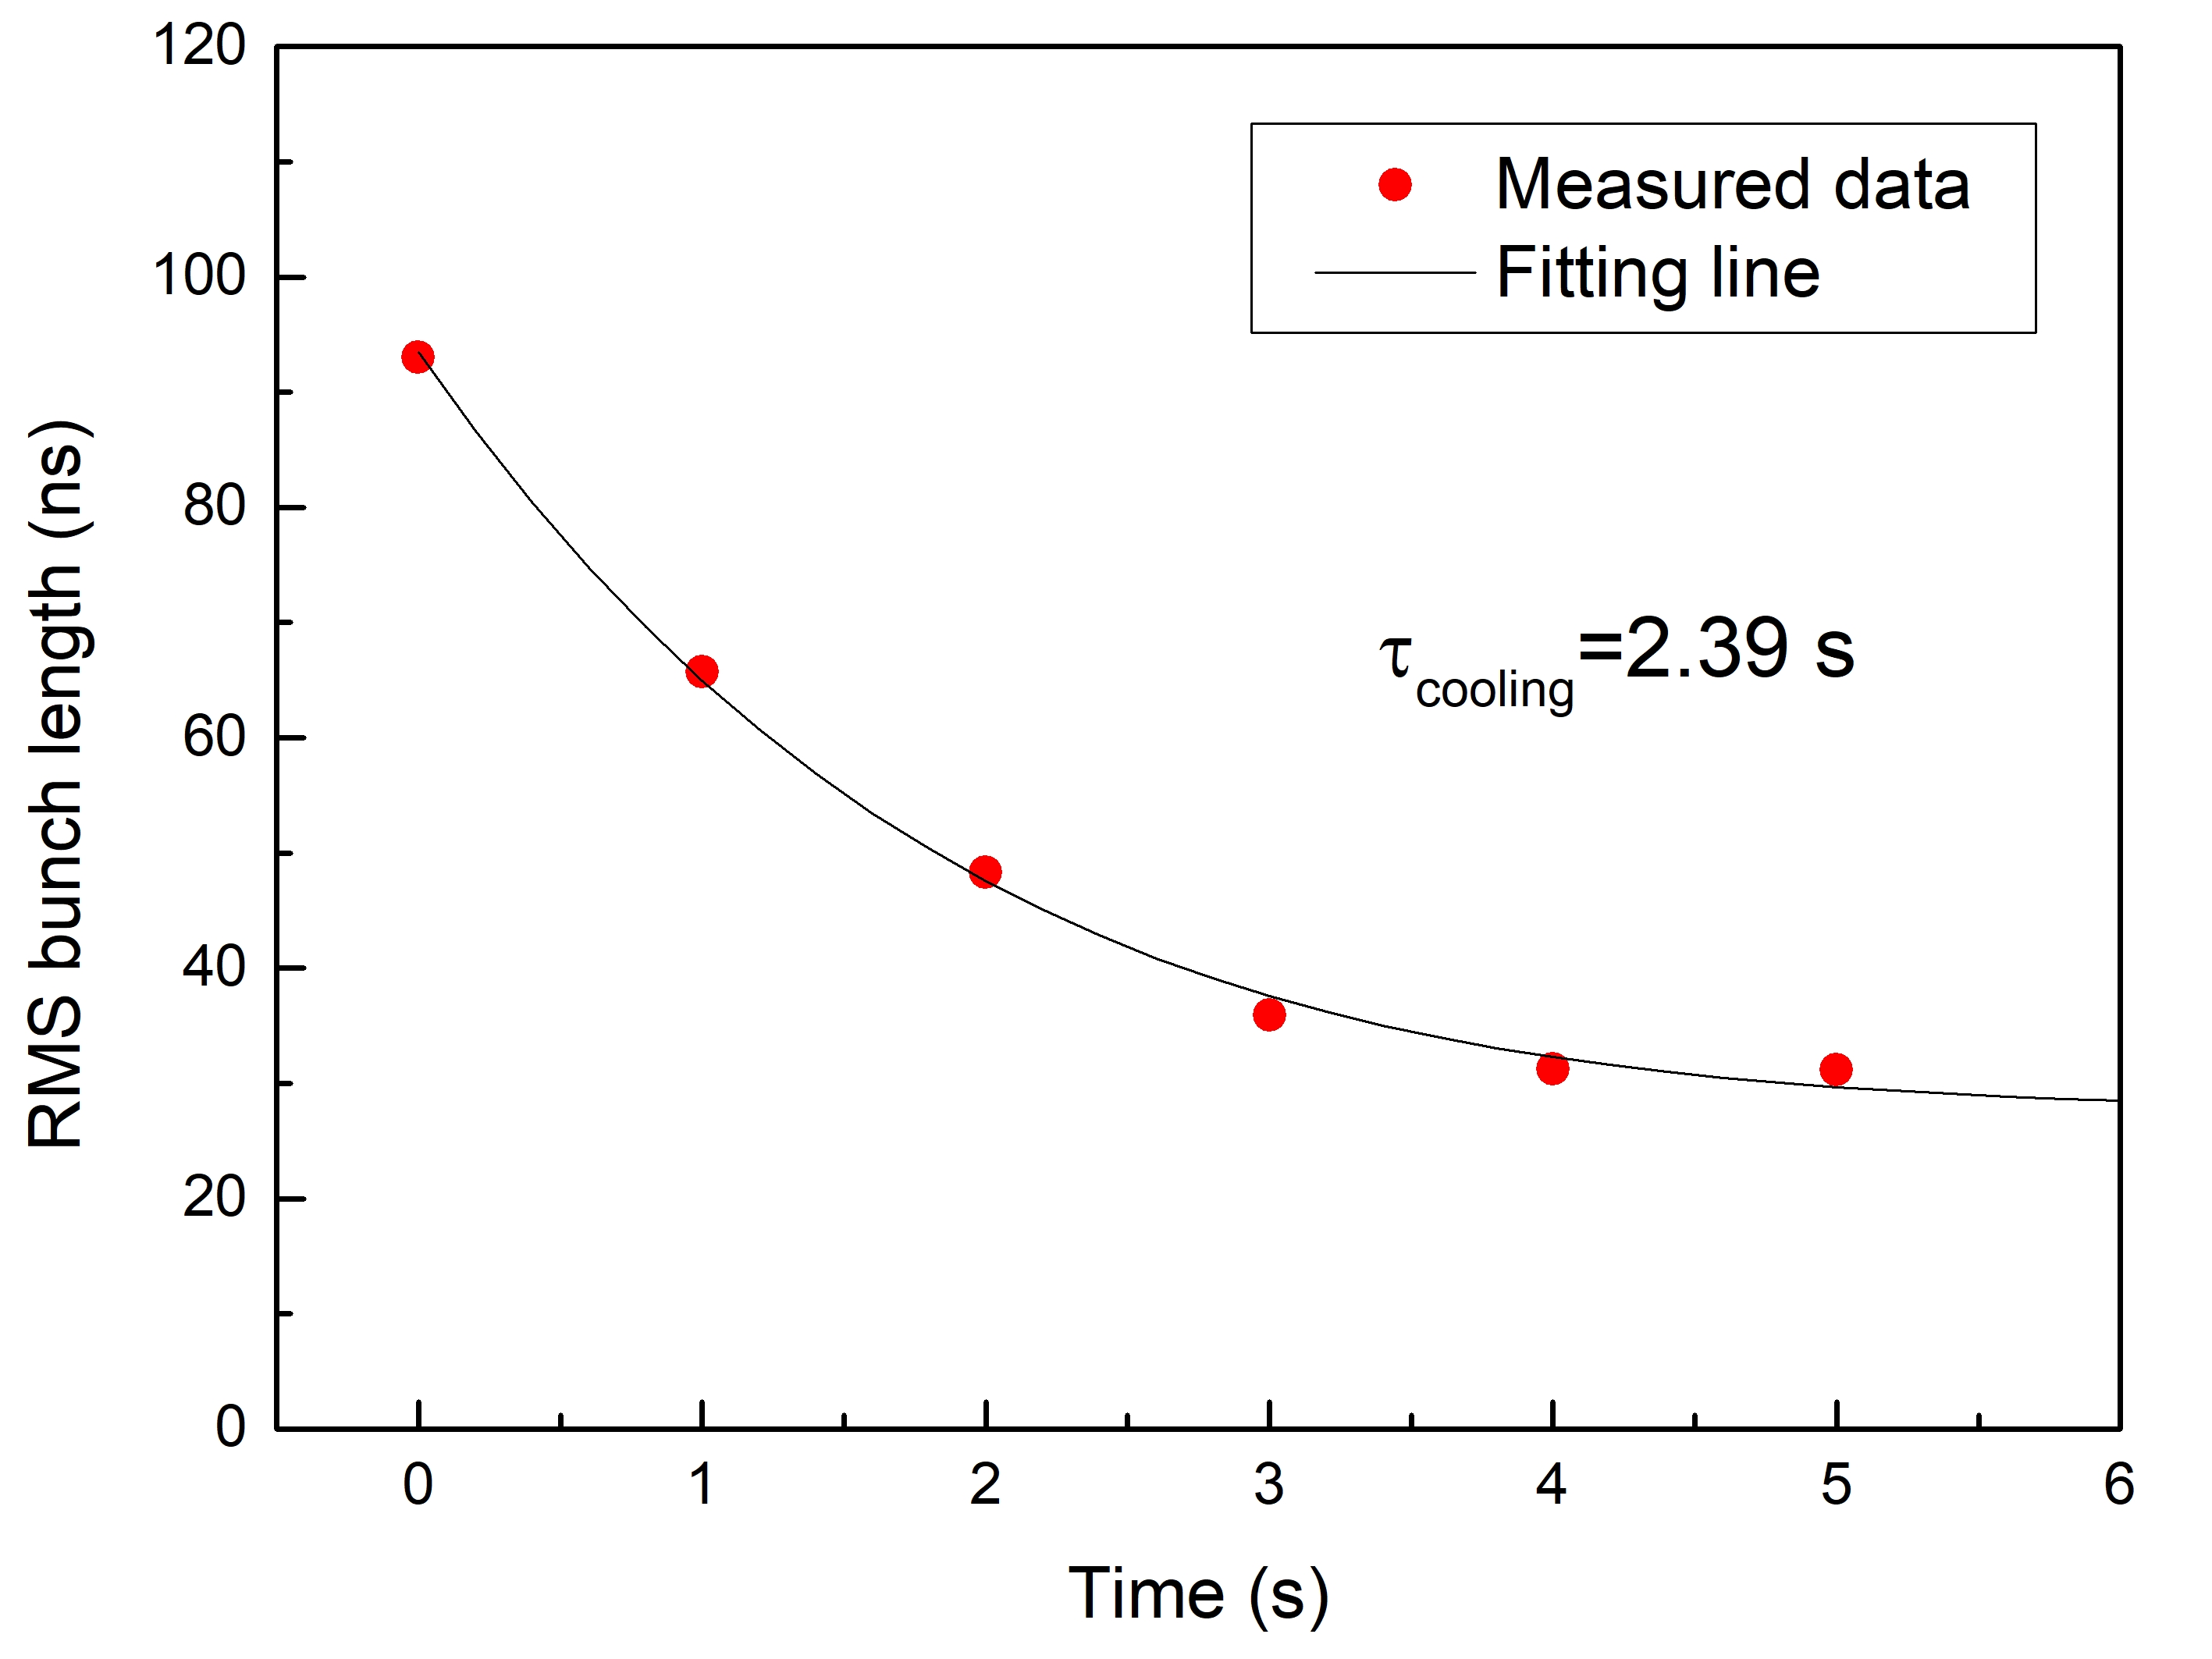 120
100
80
60
40
20
0
RMS bunch length (ns)
Measured data
Fitting line
τcooling=2.39 s
0 1 2 3 4 5 6
Time (s)